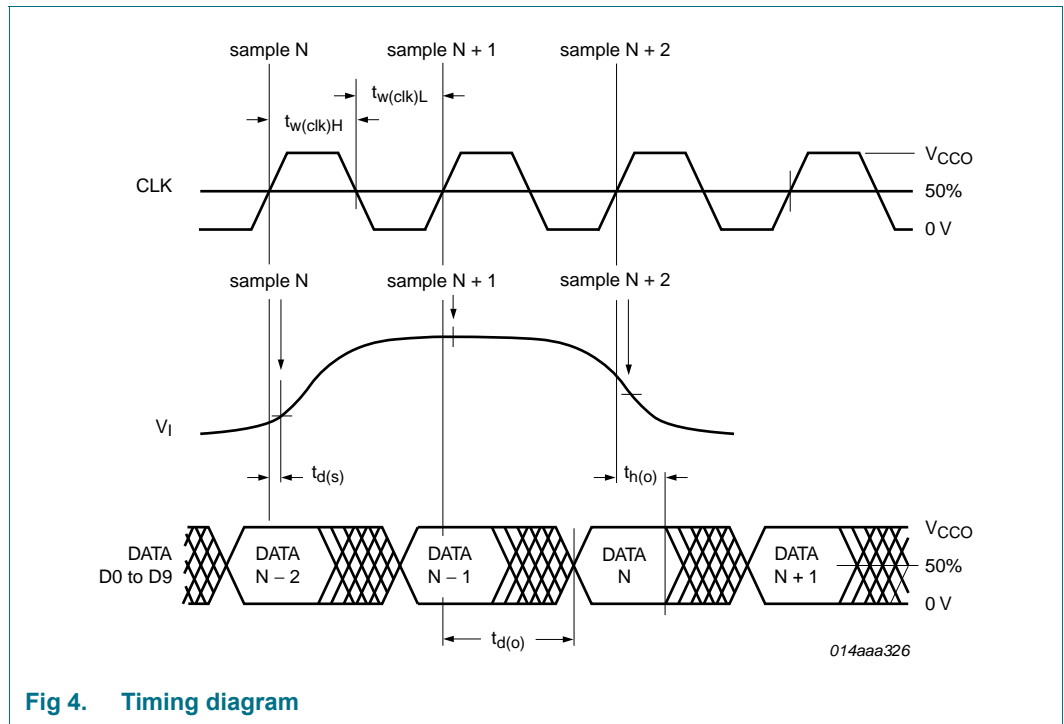 sample N
sample N + 1
sample N + 2
tw(clk)L
tw(clk)H
CLK
VCCO
50%
0 V
sample N
sample N + 1
sample N + 2
VI
td(s)
th(o)
DATA
D0 to D9
DATA
N − 2
DATA
N − 1
DATA
N
DATA
N + 1
VCCO
50%
0 V
td(o)
014aaa326
Fig 4. Timing diagram